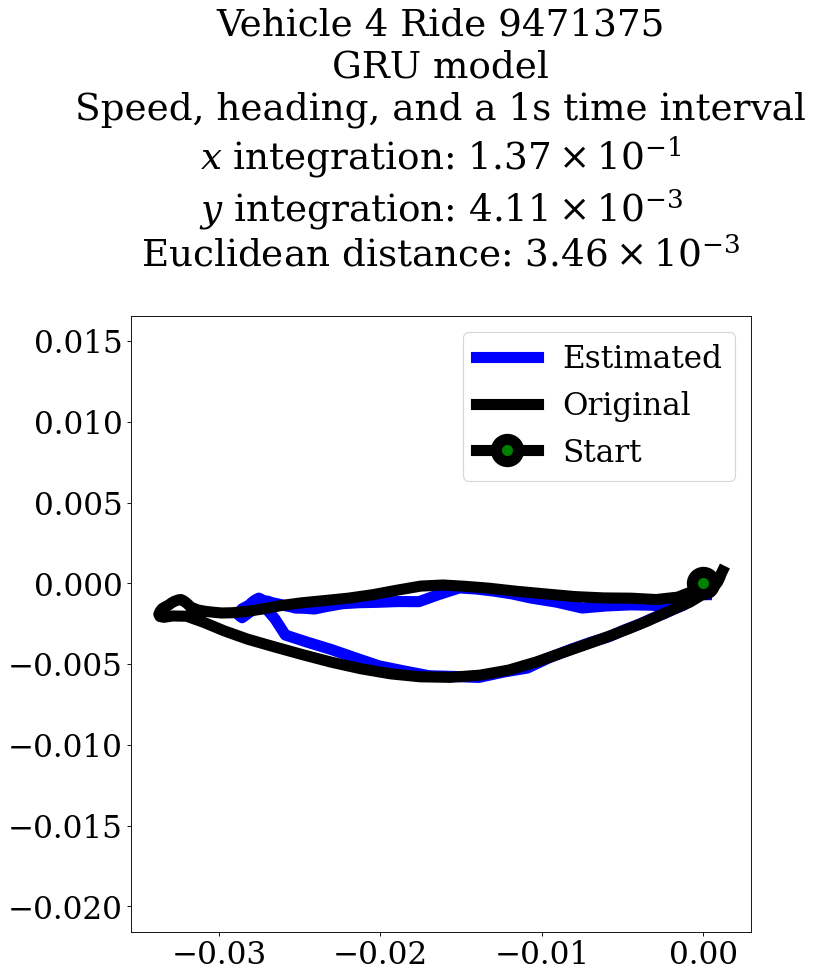 Vehicle 4 Ride 9471375
GRU model
Speed, heading, and a 1s time interval
x integration: 1.37 × 10⁻¹
y integration: 4.11 × 10⁻³
Euclidean distance: 3.46 × 10⁻³
Estimated
Original
Start
0.015
0.010
0.005
0.000
−0.005
−0.010
−0.015
−0.020
−0.03 −0.02 −0.01 0.00